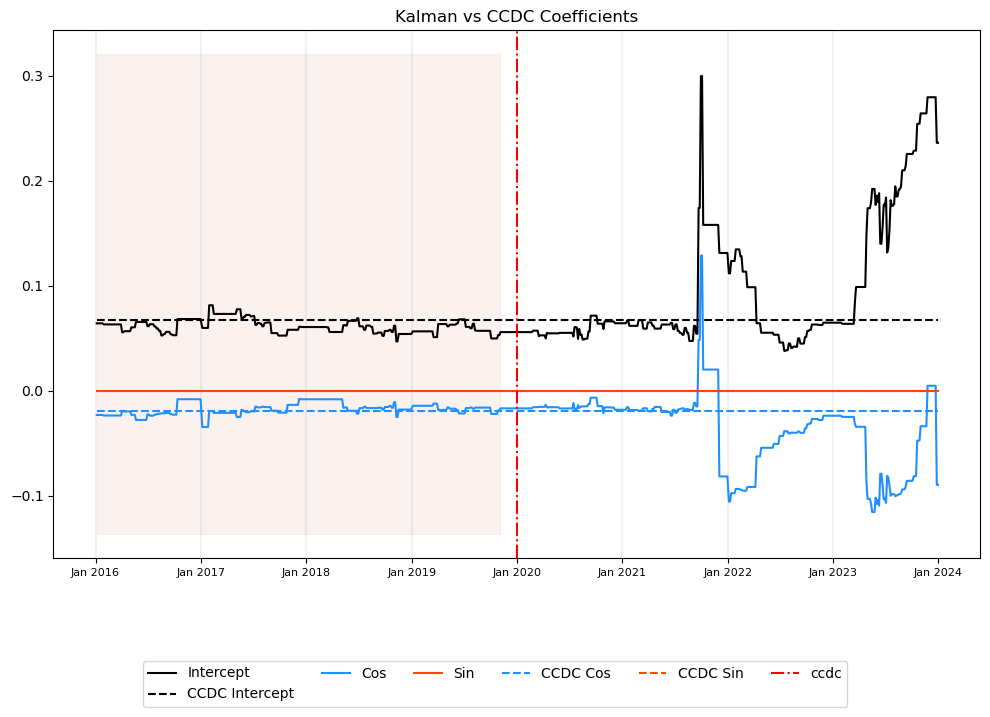 Kalman vs CCDC Coefficients
0.3
0.2
0.1
0.0
−0.1
Jan 2016 Jan 2017 Jan 2018 Jan 2019 Jan 2020 Jan 2021 Jan 2022 Jan 2023 Jan 2024
Intercept Cos Sin CCDC Cos CCDC Sin ccdc
CCDC Intercept